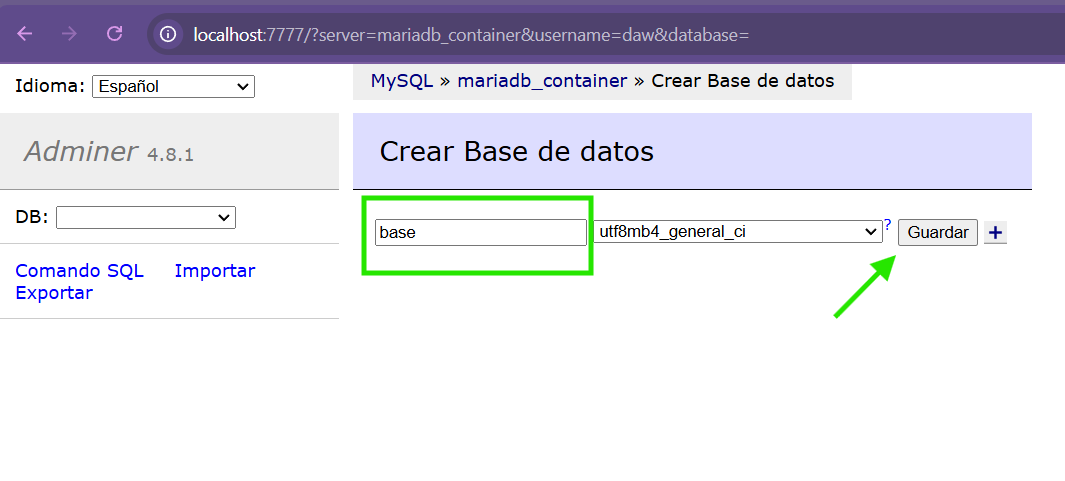 localhost:7777/?server=mariadb_container&username=daw&database=
Idioma: Español
MySQL » mariadb_container » Crear Base de datos
Adminer 4.8.1
Crear Base de datos
DB:
base utf8mb4_general_ci ? Guardar +
Comando SQL Importar
Exportar